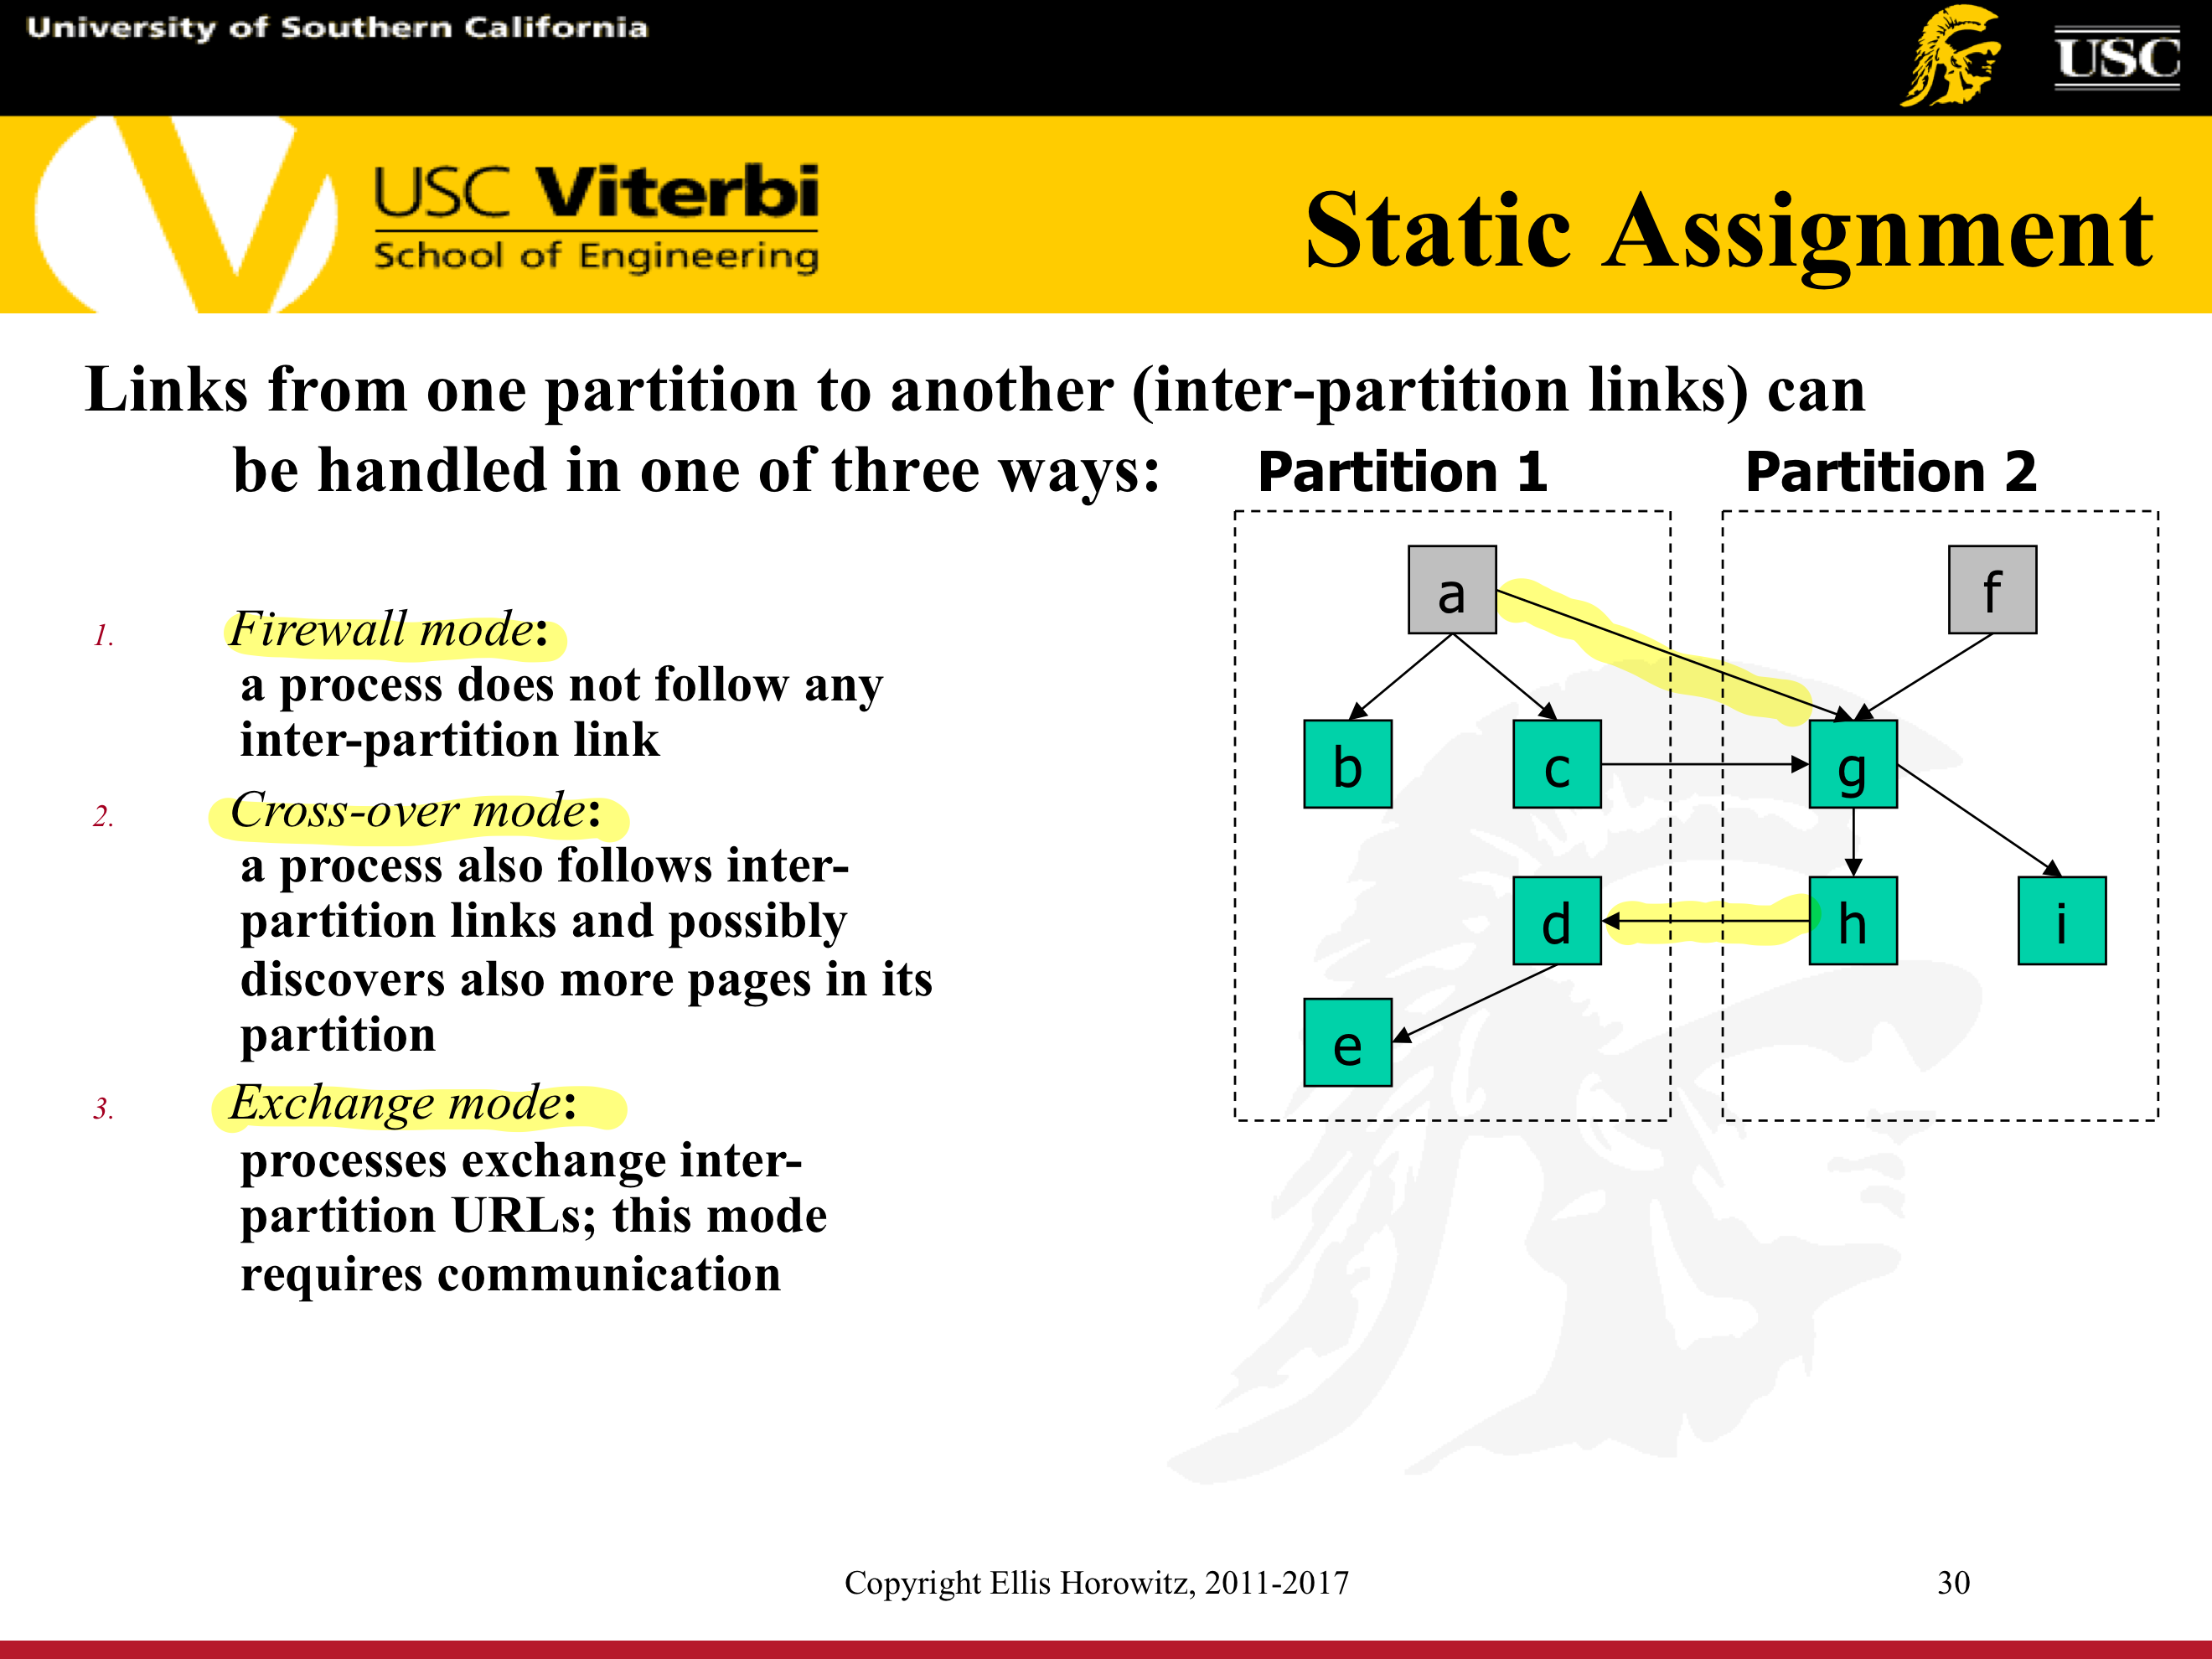 University of Southern California
USC
USC Viterbi
School of Engineering
Static Assignment
Links from one partition to another (inter-partition links) can
be handled in one of three ways:
1. Firewall mode:
a process does not follow any
inter-partition link
2. Cross-over mode:
a process also follows inter-
partition links and possibly
discovers also more pages in its
partition
3. Exchange mode:
processes exchange inter-
partition URLs; this mode
requires communication
Partition 1
Partition 2
a
f
b
c
g
d
h
i
e
Copyright Ellis Horowitz, 2011-2017
30